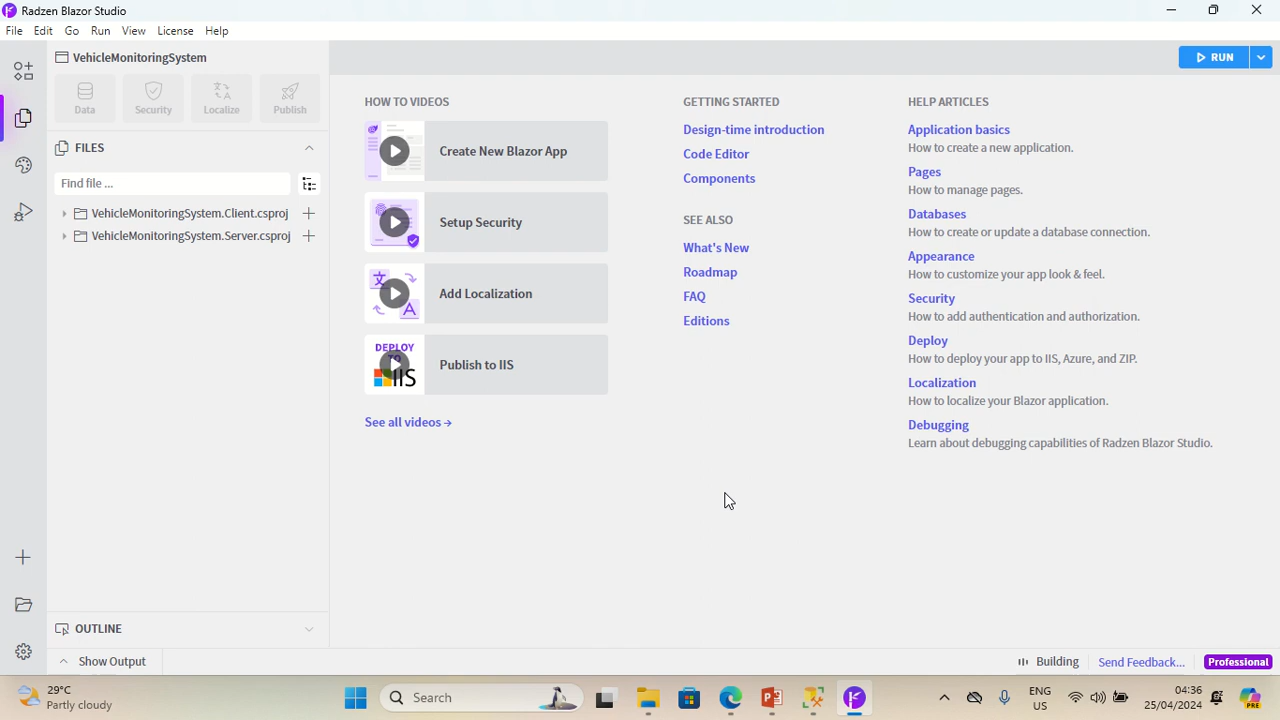 Radzen Blazor Studio
File Edit Go Run View License Help
VehicleMonitoringSystem
Data Security Localize Publish
FILES
Find file ...
VehicleMonitoringSystem.Client.csproj
VehicleMonitoringSystem.Server.csproj
OUTLINE
Show Output
RUN
HOW TO VIDEOS
Create New Blazor App
Setup Security
Add Localization
DEPLOY
TO
IIS
Publish to IIS
See all videos →
GETTING STARTED
Design-time introduction
Code Editor
Components
SEE ALSO
What's New
Roadmap
FAQ
Editions
HELP ARTICLES
Application basics
How to create a new application.
Pages
How to manage pages.
Databases
How to create or update a database connection.
Appearance
How to customize your app look & feel.
Security
How to add authentication and authorization.
Deploy
How to deploy your app to IIS, Azure, and ZIP.
Localization
How to localize your Blazor application.
Debugging
Learn about debugging capabilities of Radzen Blazor Studio.
Building Send Feedback... Professional
29°C
Partly cloudy
Search
ENG
US
04:36
25/04/2024
PRE